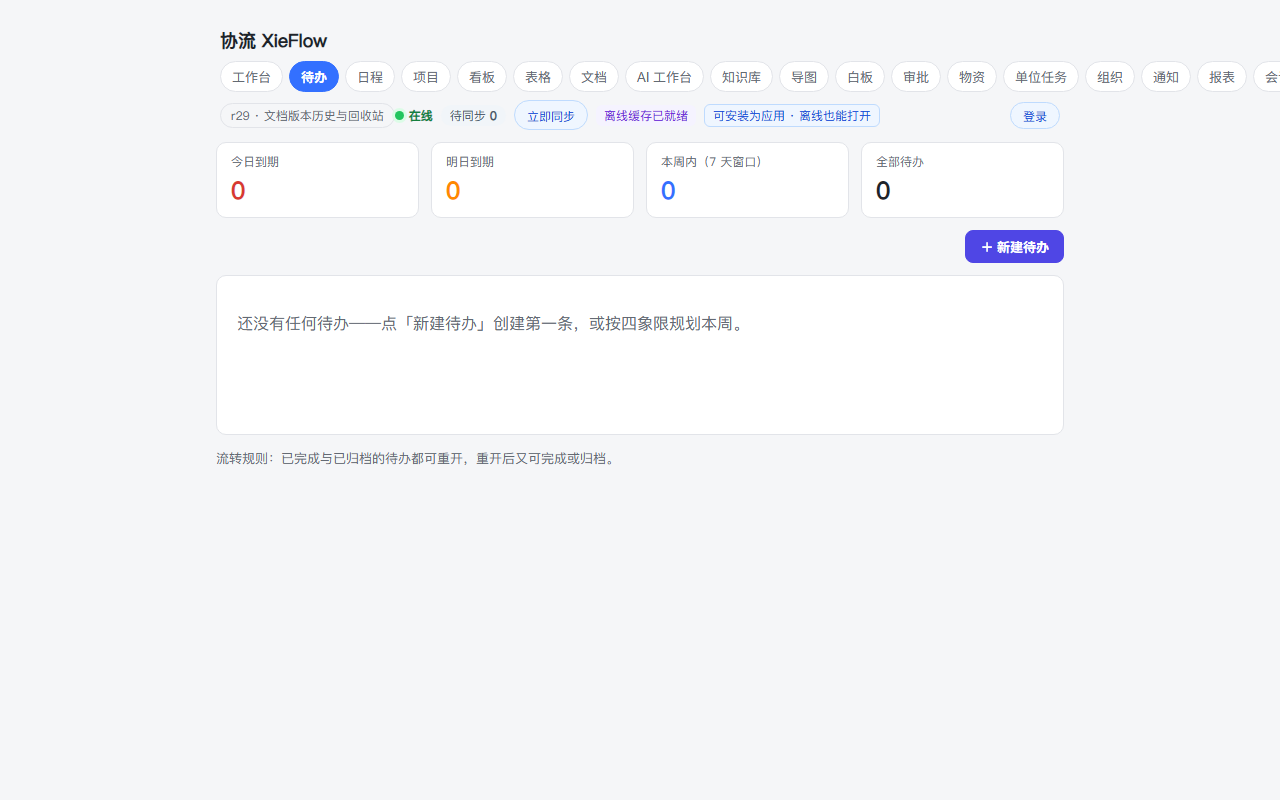 协流 XieFlow
工作台 待办 日程 项目 看板 表格 文档 AI 工作台 知识库 导图 白板 审批 物资 单位任务 组织 通知 报表 会
r29 · 文档版本历史与回收站 在线 待同步 0 立即同步 离线缓存已就绪 可安装为应用 · 离线也能打开 登录
今日到期 明日到期 本周内（7 天窗口） 全部待办
0 0 0 0
＋ 新建待办
还没有任何待办——点「新建待办」创建第一条，或按四象限规划本周。
流转规则：已完成与已归档的待办都可重开，重开后又可完成或归档。